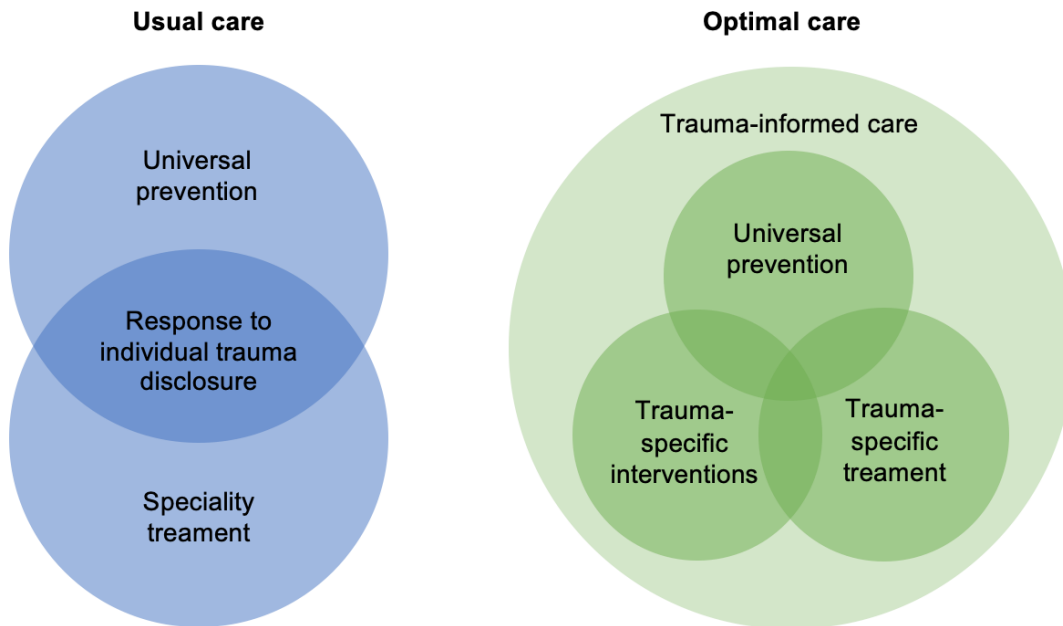 Usual care
Universal
prevention
Response to
individual trauma
disclosure
Speciality
treament
Optimal care
Trauma-informed care
Universal
prevention
Trauma-
specific
interventions
Trauma-
specific
treament